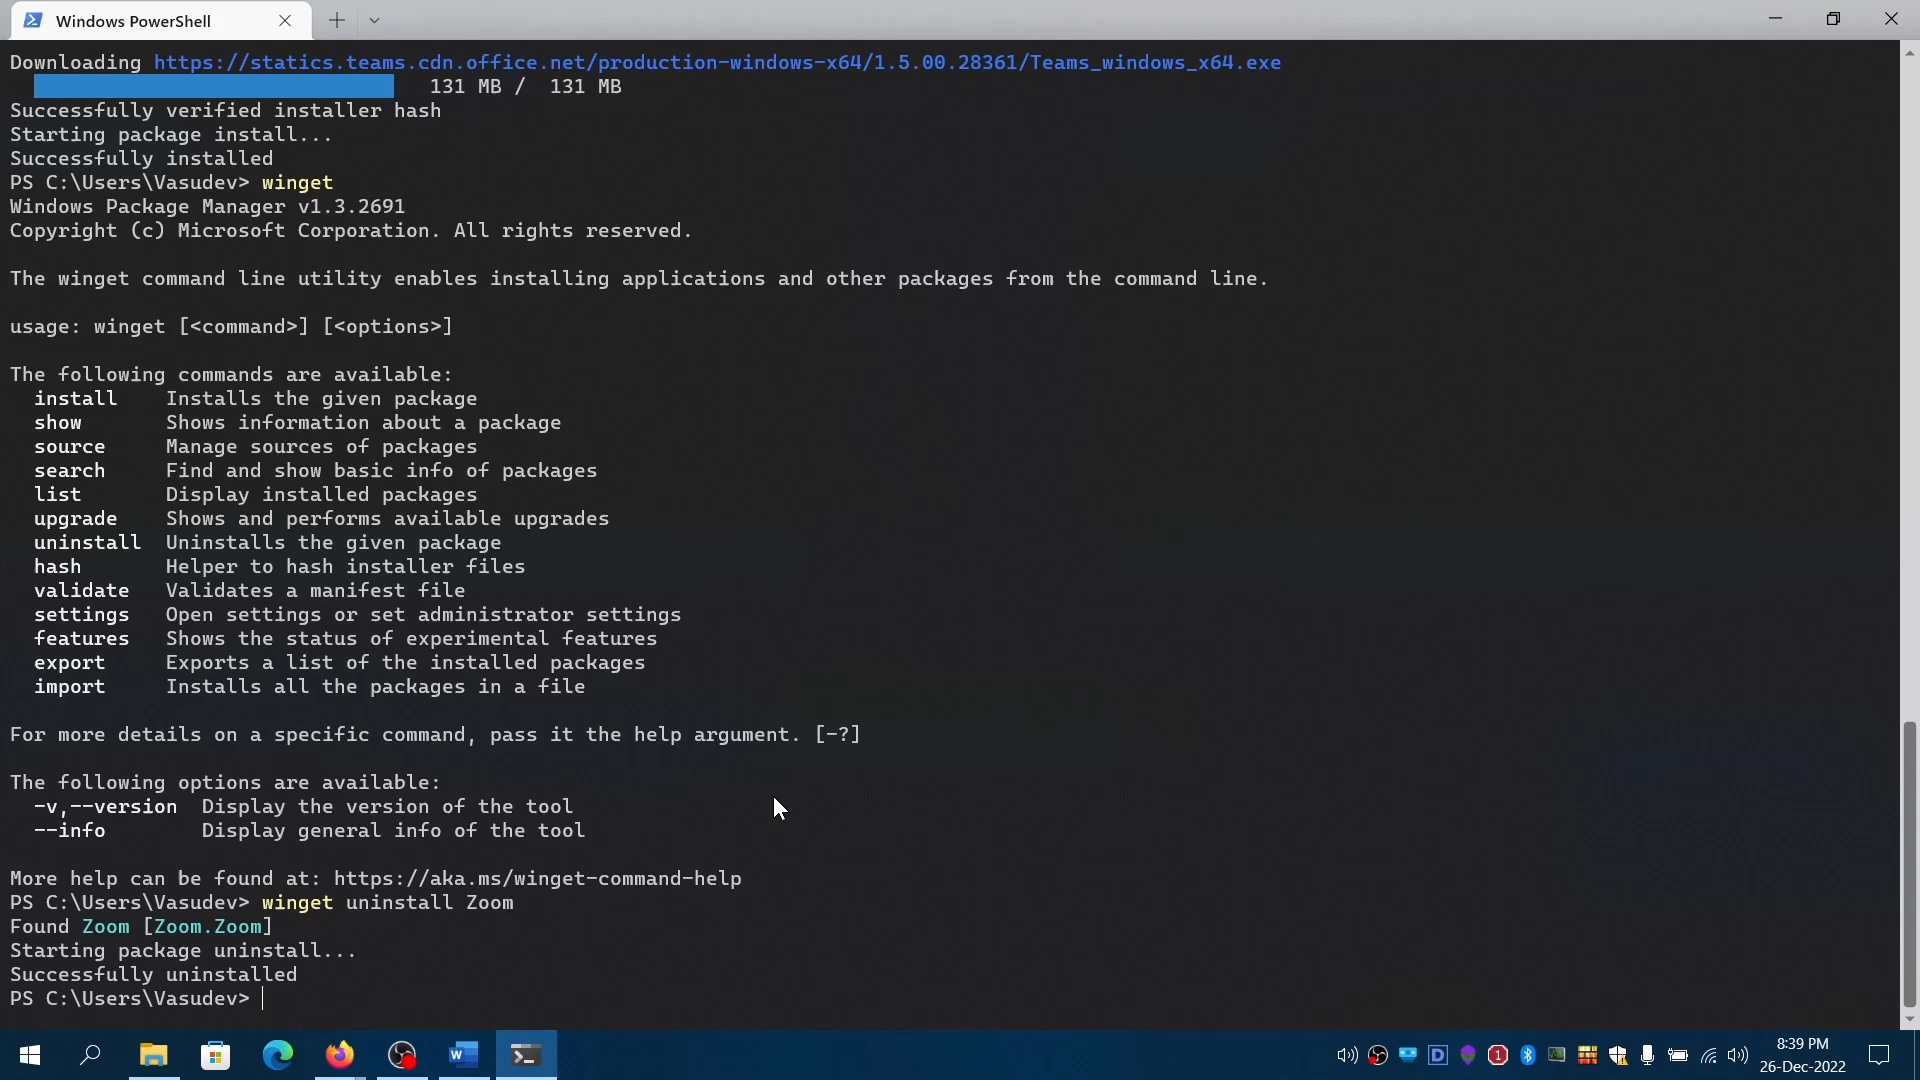 Windows PowerShell
Downloading https://statics.teams.cdn.office.net/production-windows-x64/1.5.00.28361/Teams_windows_x64.exe
131 MB / 131 MB
Successfully verified installer hash
Starting package install...
Successfully installed
PS C:\Users\Vasudev> winget
Windows Package Manager v1.3.2691
Copyright (c) Microsoft Corporation. All rights reserved.
The winget command line utility enables installing applications and other packages from the command line.
usage: winget [<command>] [<options>]
The following commands are available:
install Installs the given package
show Shows information about a package
source Manage sources of packages
search Find and show basic info of packages
list Display installed packages
upgrade Shows and performs available upgrades
uninstall Uninstalls the given package
hash Helper to hash installer files
validate Validates a manifest file
settings Open settings or set administrator settings
features Shows the status of experimental features
export Exports a list of the installed packages
import Installs all the packages in a file
For more details on a specific command, pass it the help argument. [-?]
The following options are available:
-v,--version Display the version of the tool
--info Display general info of the tool
More help can be found at: https://aka.ms/winget-command-help
PS C:\Users\Vasudev> winget uninstall Zoom
Found Zoom [Zoom.Zoom]
Starting package uninstall...
Successfully uninstalled
PS C:\Users\Vasudev>
8:39 PM
26-Dec-2022